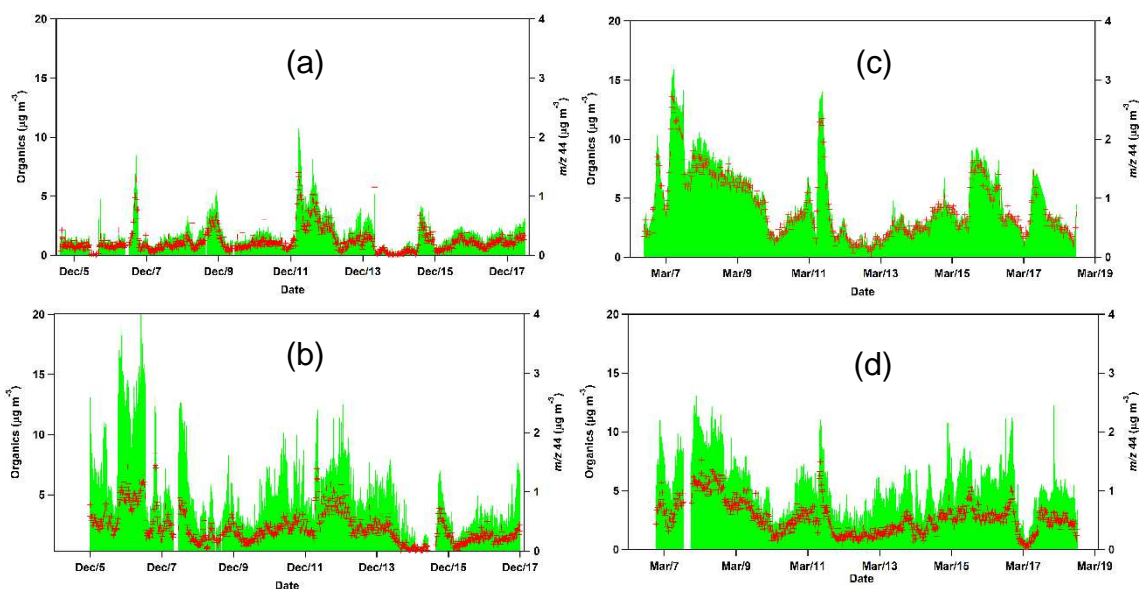 (a)
20
15
10
5
0
Organics (µg m⁻³)
4
3
2
1
0
m/z 44 (µg m⁻³)
Dec/5 Dec/7 Dec/9 Dec/11 Dec/13 Dec/15 Dec/17
Date
(c)
20
15
10
5
0
Organics (µg m⁻³)
4
3
2
1
0
m/z 44 (µg m⁻³)
Mar/7 Mar/9 Mar/11 Mar/13 Mar/15 Mar/17 Mar/19
Date
(b)
20
15
10
5
Organics (µg m⁻³)
4
3
2
1
0
m/z 44 (µg m⁻³)
Dec/5 Dec/7 Dec/9 Dec/11 Dec/13 Dec/15 Dec/17
Date
(d)
20
15
10
5
0
Organics (µg m⁻³)
4
3
2
1
0
m/z 44 (µg m⁻³)
Mar/7 Mar/9 Mar/11 Mar/13 Mar/15 Mar/17 Mar/19
Date